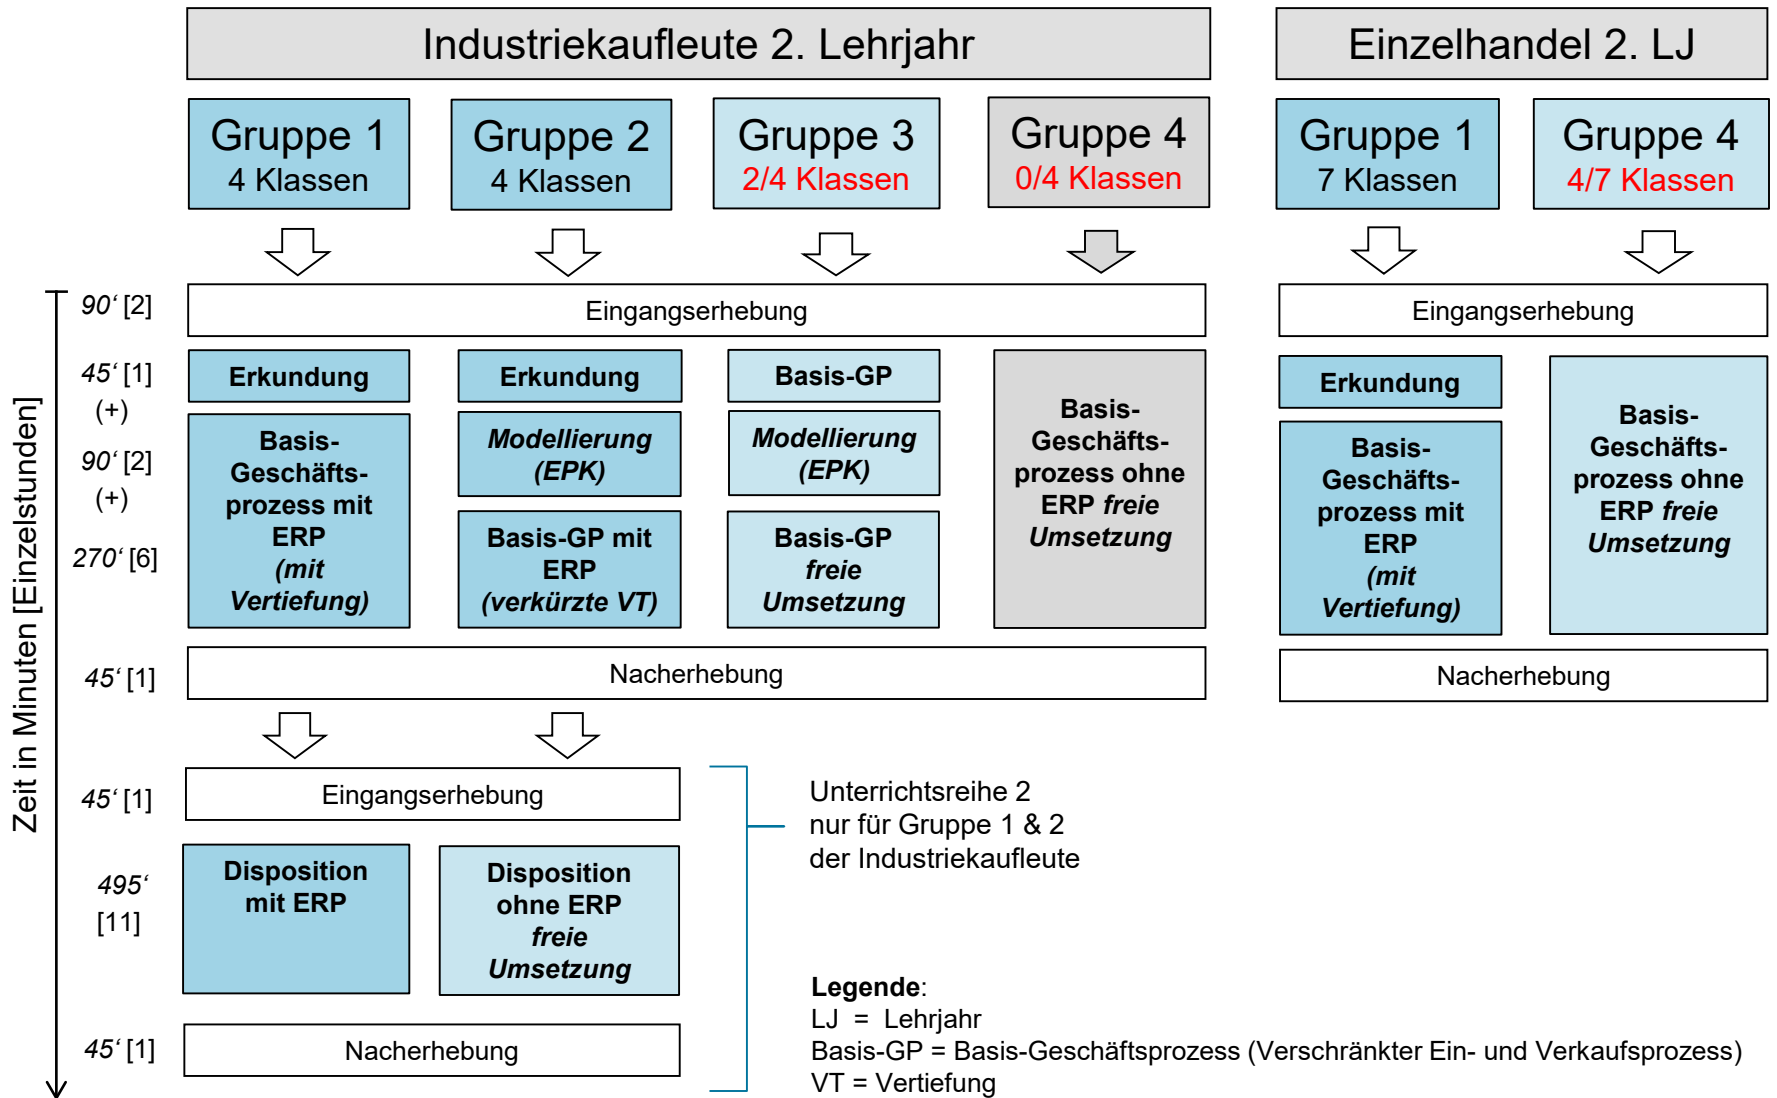 Industriekaufleute 2. Lehrjahr
Einzelhandel 2. LJ
Gruppe 1
4 Klassen
Gruppe 2
4 Klassen
Gruppe 3
2/4 Klassen
Gruppe 4
0/4 Klassen
Gruppe 1
7 Klassen
Gruppe 4
4/7 Klassen
Zeit in Minuten [Einzelstunden]
90‘ [2]
Eingangserhebung
Eingangserhebung
45‘ [1]
(+)
90‘ [2]
(+)
270‘ [6]
Erkundung
Basis-
Geschäfts-
prozess mit
ERP
(mit
Vertiefung)
Erkundung
Modellierung
(EPK)
Basis-GP mit
ERP
(verkürzte VT)
Basis-GP
Modellierung
(EPK)
Basis-GP
freie
Umsetzung
Basis-
Geschäfts-
prozess ohne
ERP freie
Umsetzung
Erkundung
Basis-
Geschäfts-
prozess mit
ERP
(mit
Vertiefung)
Basis-
Geschäfts-
prozess ohne
ERP freie
Umsetzung
45‘ [1]
Nacherhebung
Nacherhebung
45‘ [1]
Eingangserhebung
495‘
[11]
Disposition
mit ERP
Disposition
ohne ERP
freie
Umsetzung
45‘ [1]
Nacherhebung
Unterrichtsreihe 2
nur für Gruppe 1 & 2
der Industriekaufleute
Legende:
LJ = Lehrjahr
Basis-GP = Basis-Geschäftsprozess (Verschränkter Ein- und Verkaufsprozess)
VT = Vertiefung